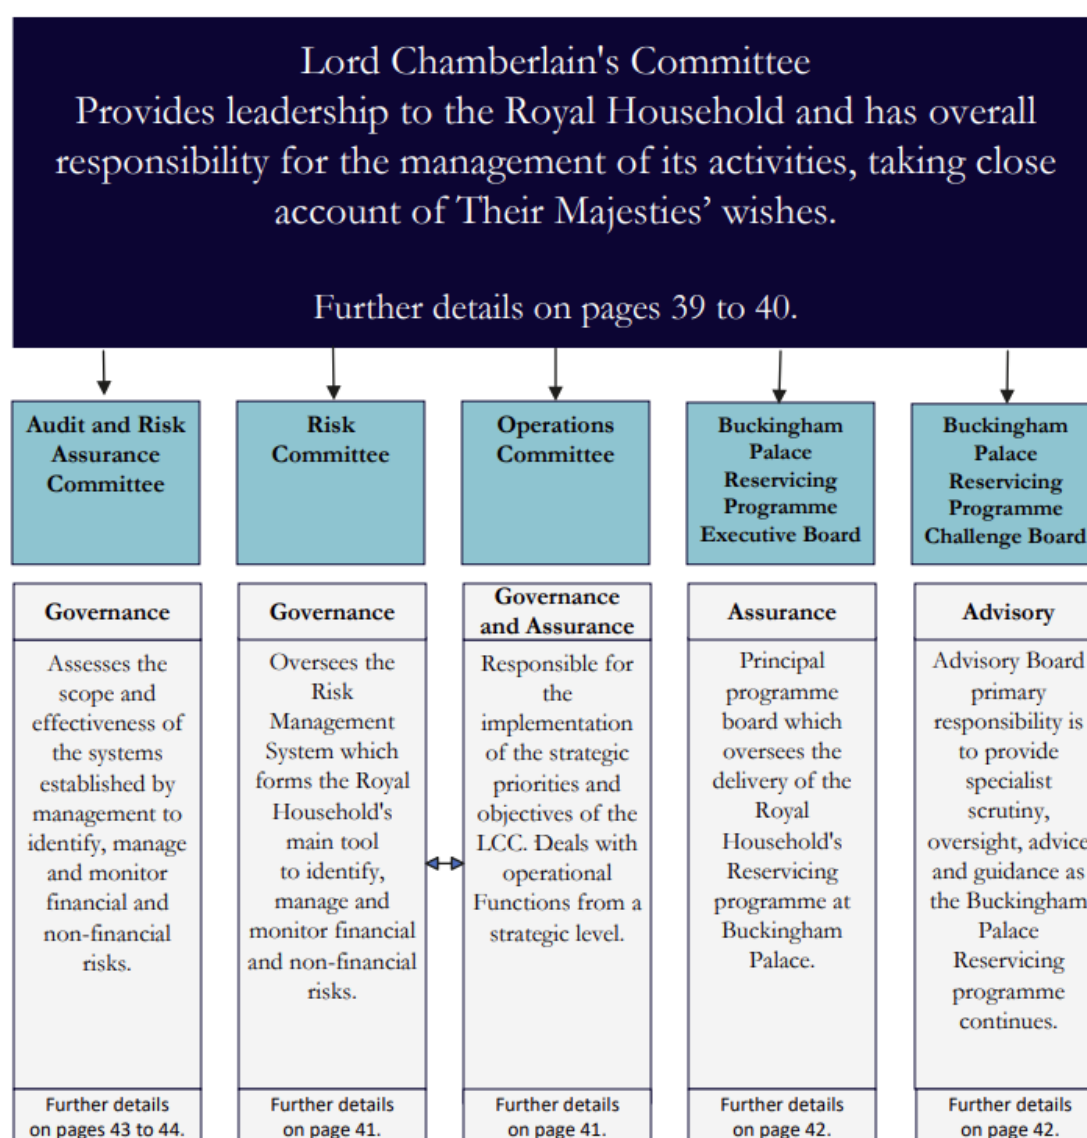 Lord Chamberlain's Committee
Provides leadership to the Royal Household and has overall
responsibility for the management of its activities, taking close
account of Their Majesties’ wishes.
Further details on pages 39 to 40.
Audit and Risk
Assurance
Committee
Risk
Committee
Operations
Committee
Buckingham
Palace
Reservicing
Programme
Executive Board
Buckingham
Palace
Reservicing
Programme
Challenge Board
Governance
Assesses the
scope and
effectiveness of
the systems
established by
management to
identify, manage
and monitor
financial and
non-financial
risks.
Further details
on pages 43 to 44.
Governance
Oversees the
Risk
Management
System which
forms the Royal
Household's
main tool
to identify,
manage and
monitor financial
and non-financial
risks.
Further details
on page 41.
Governance
and Assurance
Responsible for
the
implementation
of the strategic
priorities and
objectives of the
LCC. Deals with
operational
Functions from a
strategic level.
Further details
on page 41.
Assurance
Principal
programme
board which
oversees the
delivery of the
Royal
Household's
Reservicing
programme at
Buckingham
Palace.
Further details
on page 42.
Advisory
Advisory Board
primary
responsibility is
to provide
specialist
scrutiny,
oversight, advice
and guidance as
the Buckingham
Palace
Reservicing
programme
continues.
Further details
on page 42.